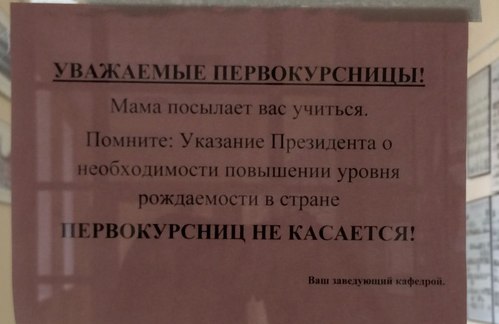 УВАЖАЕМЫЕ ПЕРВОКУРСНИЦЫ!
Мама посылает вас учиться.
Помните: Указание Президента о
необходимости повышении уровня
рождаемости в стране
ПЕРВОКУРСНИЦ НЕ КАСАЕТСЯ!
Ваш заведующий кафедрой.